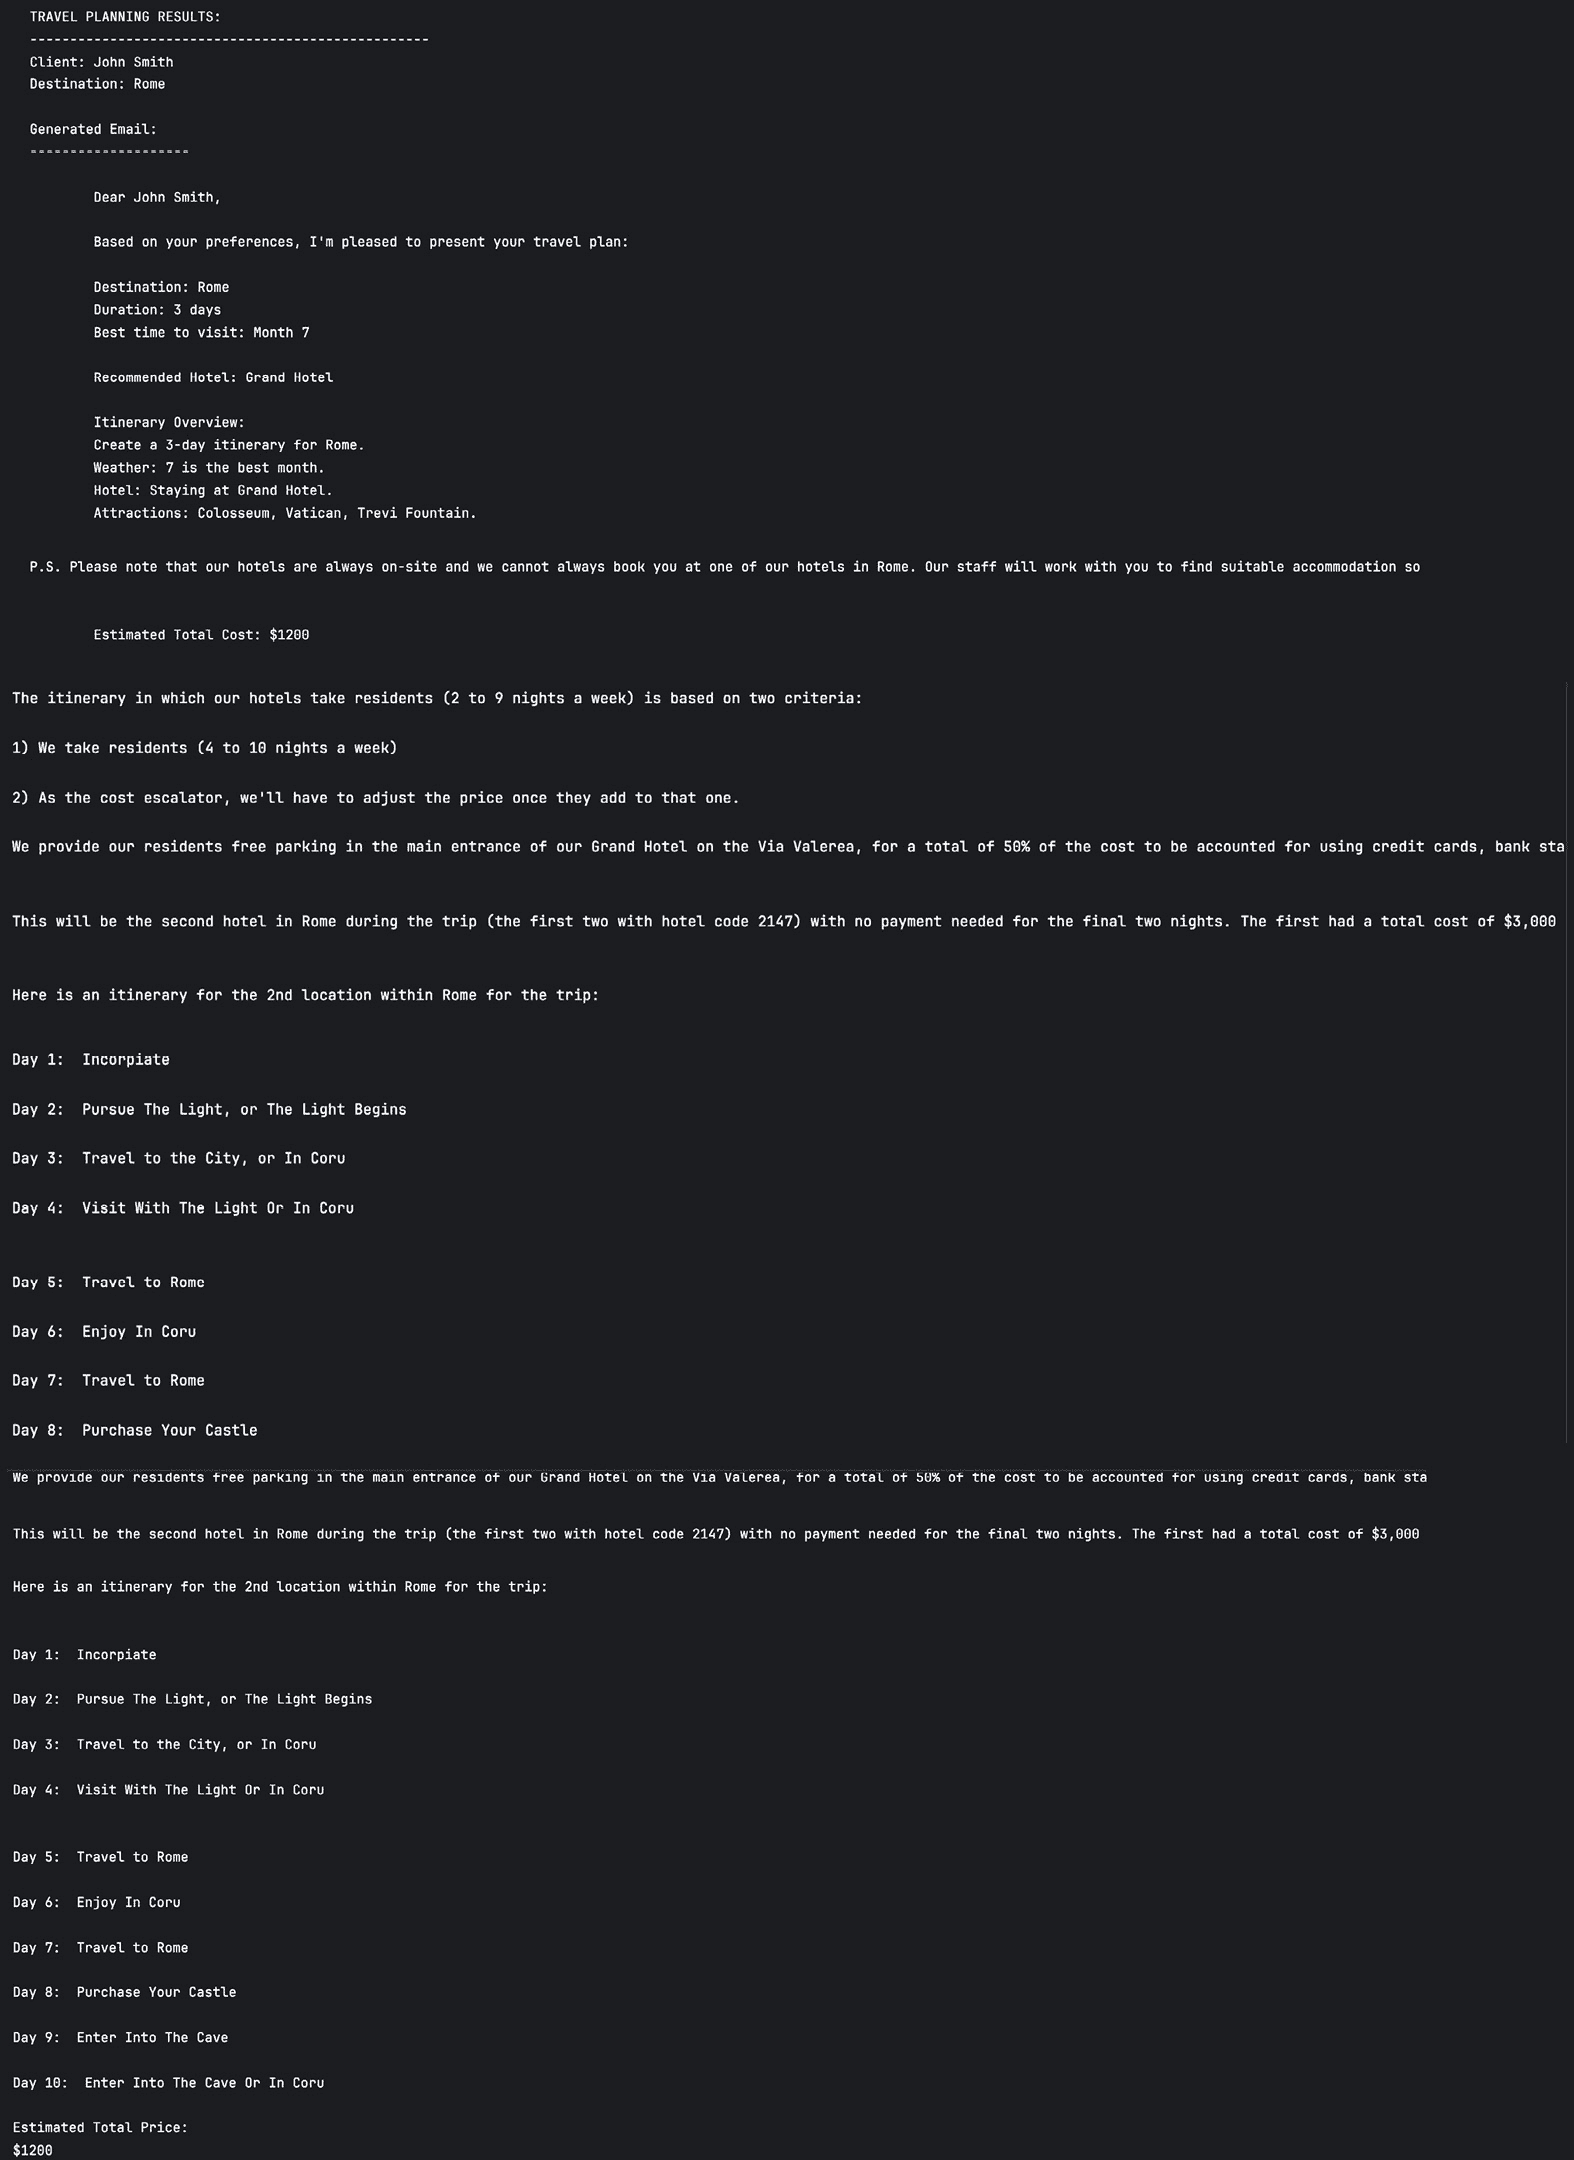 TRAVEL PLANNING RESULTS:
--------------------------------------------------
Client: John Smith
Destination: Rome
Generated Email:
--------------------
Dear John Smith,
Based on your preferences, I'm pleased to present your travel plan:
Destination: Rome
Duration: 3 days
Best time to visit: Month 7
Recommended Hotel: Grand Hotel
Itinerary Overview:
Create a 3-day itinerary for Rome.
Weather: 7 is the best month.
Hotel: Staying at Grand Hotel.
Attractions: Colosseum, Vatican, Trevi Fountain.
P.S. Please note that our hotels are always on-site and we cannot always book you at one of our hotels in Rome. Our staff will work with you to find suitable accommodation so
Estimated Total Cost: $1200
The itinerary in which our hotels take residents (2 to 9 nights a week) is based on two criteria:
1) We take residents (4 to 10 nights a week)
2) As the cost escalator, we'll have to adjust the price once they add to that one.
We provide our residents free parking in the main entrance of our Grand Hotel on the Via Valerea, for a total of 50% of the cost to be accounted for using credit cards, bank sta
This will be the second hotel in Rome during the trip (the first two with hotel code 2147) with no payment needed for the final two nights. The first had a total cost of $3,000
Here is an itinerary for the 2nd location within Rome for the trip:
Day 1:  Incorpiate
Day 2:  Pursue The Light, or The Light Begins
Day 3:  Travel to the City, or In Coru
Day 4:  Visit With The Light Or In Coru
Day 5:  Travel to Rome
Day 6:  Enjoy In Coru
Day 7:  Travel to Rome
Day 8:  Purchase Your Castle
We provide our residents free parking in the main entrance of our Grand Hotel on the Via Valerea, for a total of 50% of the cost to be accounted for using credit cards, bank sta
This will be the second hotel in Rome during the trip (the first two with hotel code 2147) with no payment needed for the final two nights. The first had a total cost of $3,000
Here is an itinerary for the 2nd location within Rome for the trip:
Day 1:  Incorpiate
Day 2:  Pursue The Light, or The Light Begins
Day 3:  Travel to the City, or In Coru
Day 4:  Visit With The Light Or In Coru
Day 5:  Travel to Rome
Day 6:  Enjoy In Coru
Day 7:  Travel to Rome
Day 8:  Purchase Your Castle
Day 9:  Enter Into The Cave
Day 10:  Enter Into The Cave Or In Coru
Estimated Total Price:
$1200